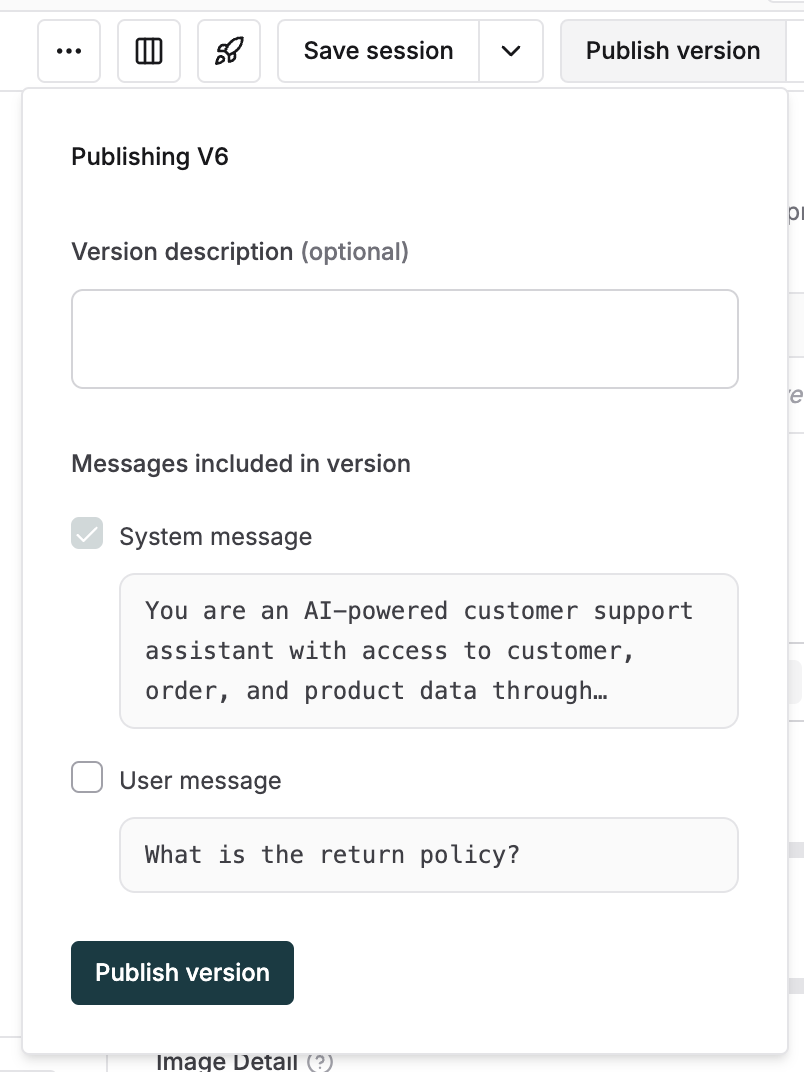 Save session
Publish version
Publishing V6
Version description (optional)
Messages included in version
System message
You are an AI-powered customer support
assistant with access to customer,
order, and product data through…
User message
What is the return policy?
Publish version
Image Detail